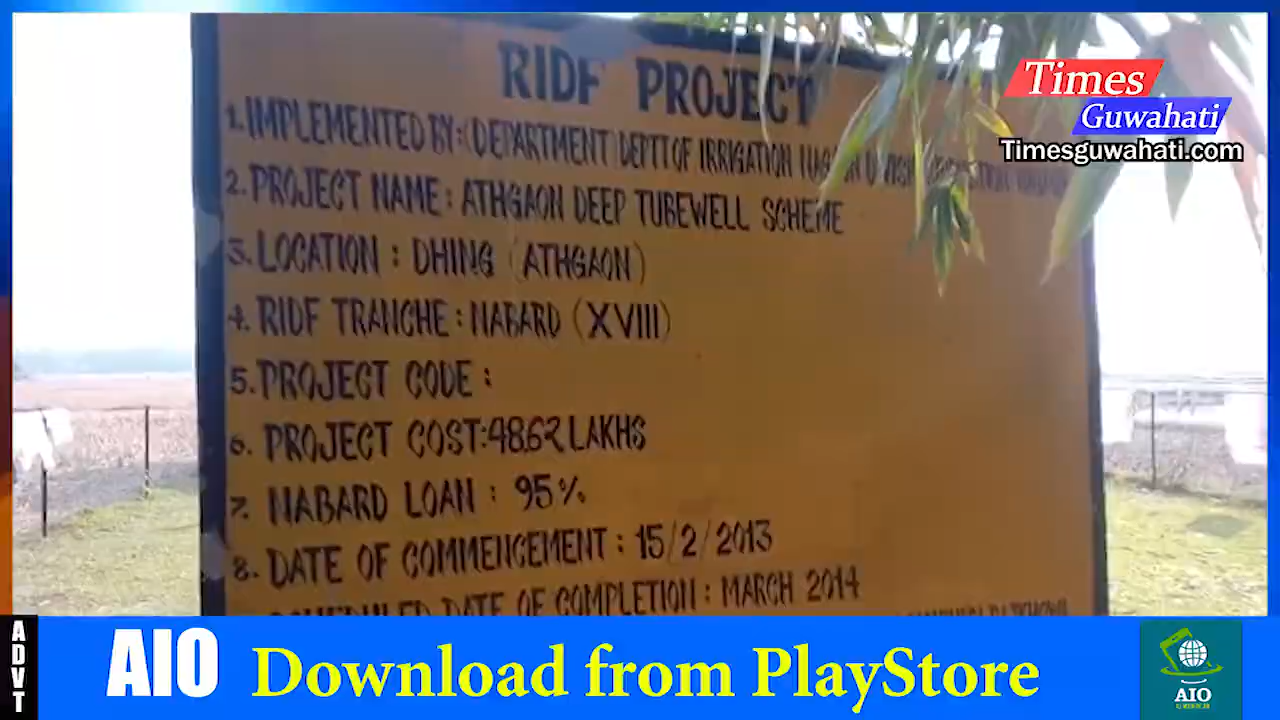 RIDF PROJECT
1. IMPLEMENTED BY: (DEPARTMENT) DEPTT OF IRRIGATION
2. PROJECT NAME : ATHGAON DEEP TUBEWELL SCHEME
3. LOCATION : DHING (ATHGAON)
4. RIDF TRANCHE : NABARD (XVIII)
5. PROJECT CODE :
6. PROJECT COST: 48.62 LAKHS
7. NABARD LOAN : 95%
8. DATE OF COMMENCEMENT : 15/2/2013
SCHEDULED DATE OF COMPLETION : MARCH 2014
Times
Guwahati
Timesguwahati.com
ADVT
AIO
Download from PlayStore
AIO